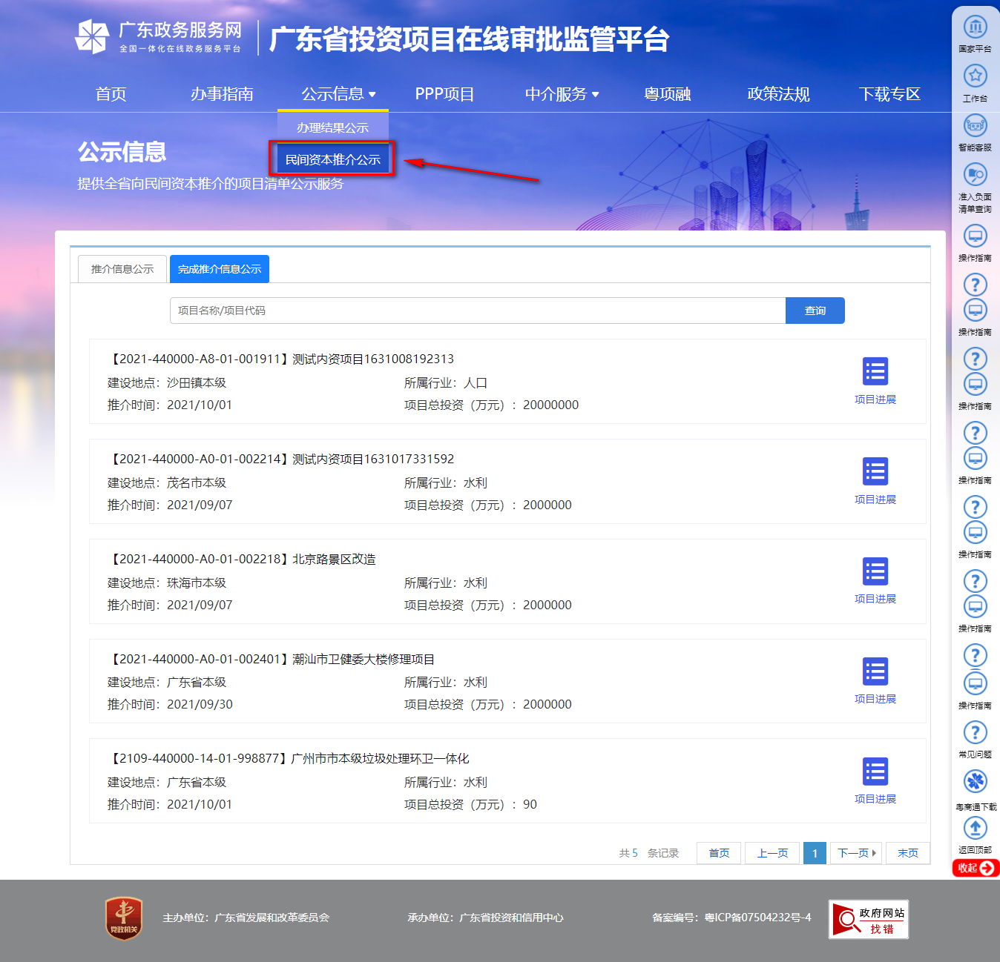 广东政务服务网
全国一体化在线政务服务平台
广东省投资项目在线审批监管平台
首页 办事指南 公示信息 PPP项目 中介服务 粤项融 政策法规 下载专区
办理结果公示
民间资本推介公示
公示信息
提供全省向民间资本推介的项目清单公示服务
推介信息公示 完成推介信息公示
项目名称/项目代码 查询
【2021-440000-A8-01-001911】测试内资项目1631008192313
建设地点：沙田镇本级 所属行业：人口
推介时间：2021/10/01 项目总投资（万元）：20000000
项目进展
【2021-440000-A0-01-002214】测试内资项目1631017331592
建设地点：茂名市本级 所属行业：水利
推介时间：2021/09/07 项目总投资（万元）：2000000
项目进展
【2021-440000-A0-01-002218】北京路景区改造
建设地点：珠海市本级 所属行业：水利
推介时间：2021/09/07 项目总投资（万元）：2000000
项目进展
【2021-440000-A0-01-002401】潮汕市卫健委大楼修理项目
建设地点：广东省本级 所属行业：水利
推介时间：2021/09/30 项目总投资（万元）：2000000
项目进展
【2109-440000-14-01-998877】广州市市本级垃圾处理环卫一体化
建设地点：广东省本级 所属行业：水利
推介时间：2021/10/01 项目总投资（万元）：90
项目进展
共 5 条记录 首页 上一页 1 下一页 末页
国家平台
工作台
智能客服
准入负面
清单查询
操作指南
?
操作指南
?
操作指南
?
操作指南
?
操作指南
?
操作指南
?
操作指南
?
常见问题
粤商通下载
返回顶部
收起
党政机关
主办单位：广东省发展和改革委员会 承办单位：广东省投资和信用中心 备案编号：粤ICP备07504232号-4
政府网站
找错